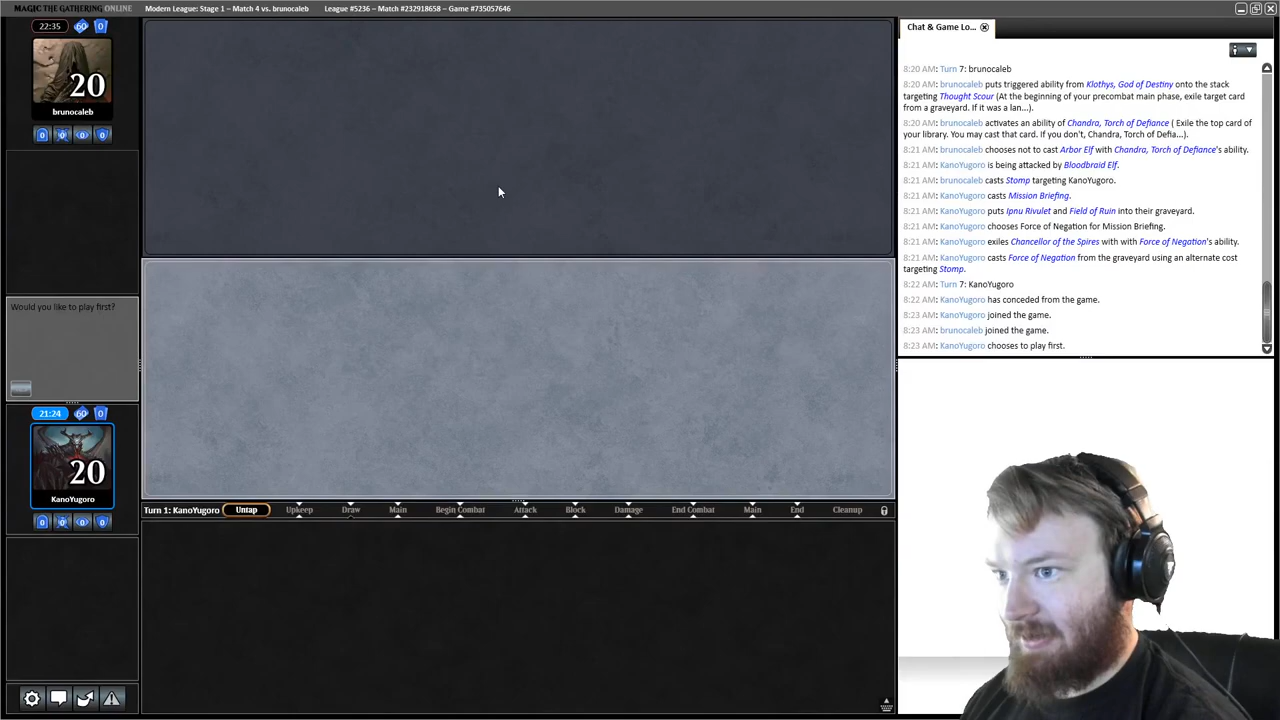 MAGIC THE GATHERING ONLINE
Modern League: Stage 1 – Match 4 vs. brunocaleb
League #5236 – Match #232918658 – Game #735057646
22:35
60
0
20
brunocaleb
0
0
0
Would you like to play first?
21:24
60
0
20
KanoYugoro
0
0
0
Turn 1: KanoYugoro
Untap
Upkeep
Draw
Main
Begin Combat
Attack
Block
Damage
End Combat
Main
End
Cleanup
Chat & Game Lo...
8:20 AM: Turn 7: brunocaleb
8:20 AM: brunocaleb puts triggered ability from Klothys, God of Destiny onto the stack
targeting Thought Scour (At the beginning of your precombat main phase, exile target card
from a graveyard. If it was a lan...).
8:20 AM: brunocaleb activates an ability of Chandra, Torch of Defiance ( Exile the top card of
your library. You may cast that card. If you don't, Chandra, Torch of Defia...).
8:21 AM: brunocaleb chooses not to cast Arbor Elf with Chandra, Torch of Defiance's ability.
8:21 AM: KanoYugoro is being attacked by Bloodbraid Elf.
8:21 AM: brunocaleb casts Stomp targeting KanoYugoro.
8:21 AM: KanoYugoro casts Mission Briefing.
8:21 AM: KanoYugoro puts Ipnu Rivulet and Field of Ruin into their graveyard.
8:21 AM: KanoYugoro chooses Force of Negation for Mission Briefing.
8:21 AM: KanoYugoro exiles Chancellor of the Spires with with Force of Negation's ability.
8:21 AM: KanoYugoro casts Force of Negation from the graveyard using an alternate cost
targeting Stomp.
8:22 AM: Turn 7: KanoYugoro
8:22 AM: KanoYugoro has conceded from the game.
8:23 AM: KanoYugoro joined the game.
8:23 AM: brunocaleb joined the game.
8:23 AM: KanoYugoro chooses to play first.